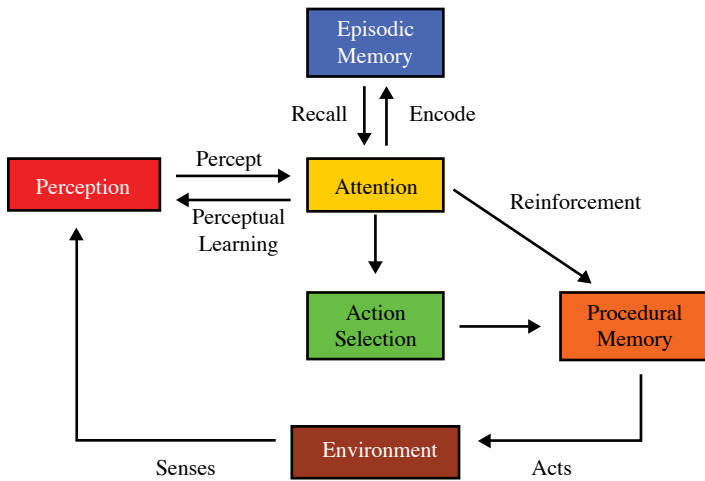 Episodic
Memory
Recall
Encode
Percept
Perception
Attention
Perceptual
Learning
Reinforcement
Action
Selection
Procedural
Memory
Environment
Senses
Acts